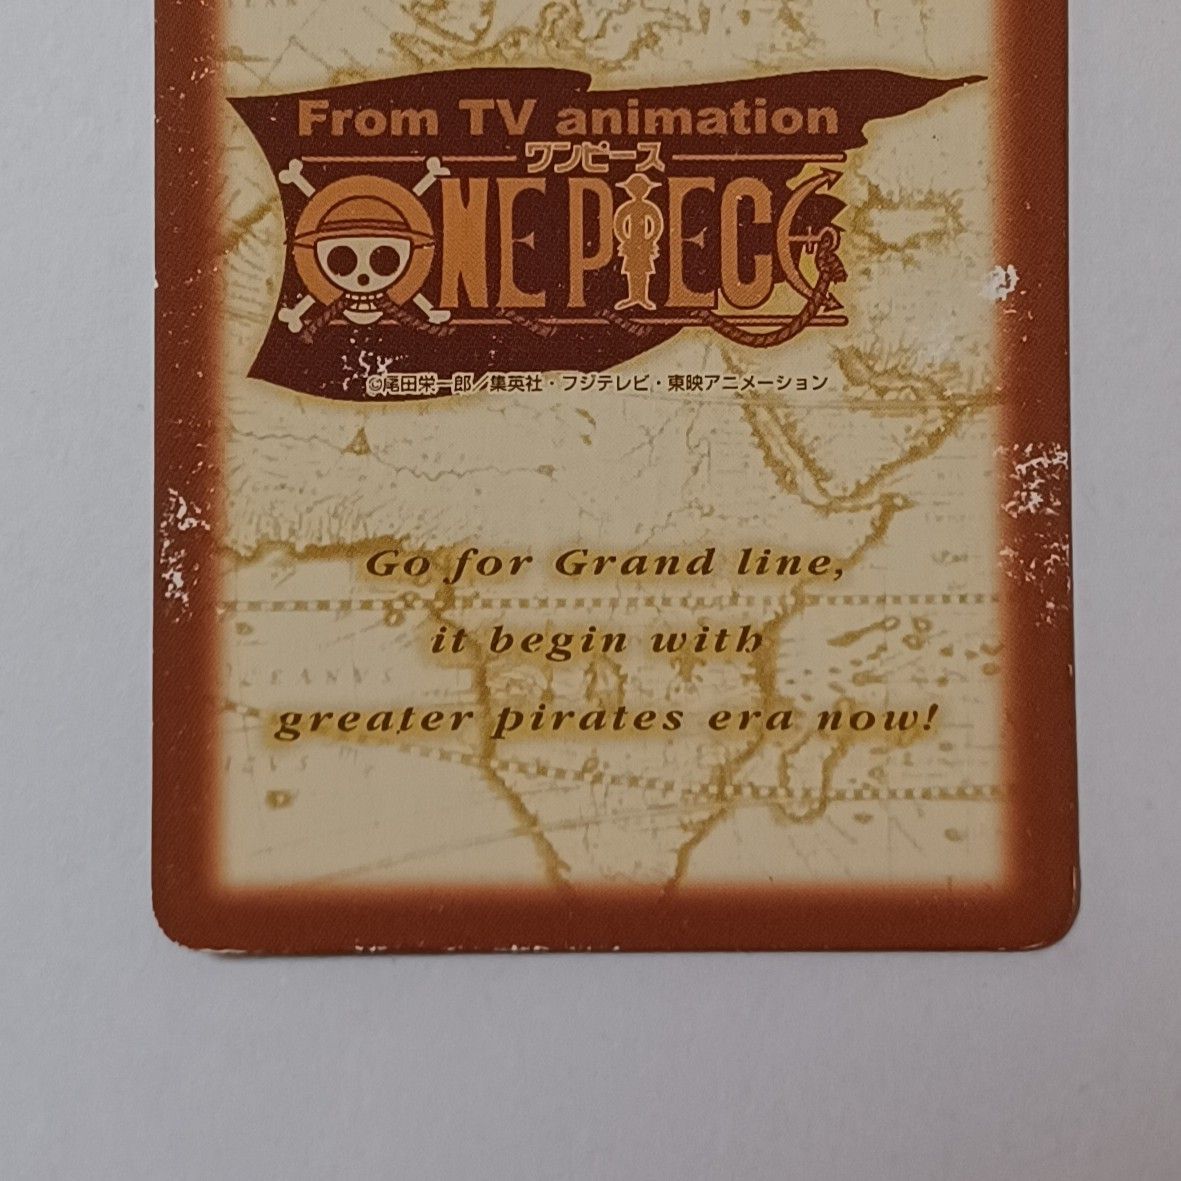 From TV animation
ワンピース
ONE PIECE
©尾田栄一郎／集英社・フジテレビ・東映アニメーション
Go for Grand line,
it begin with
greater pirates era now!